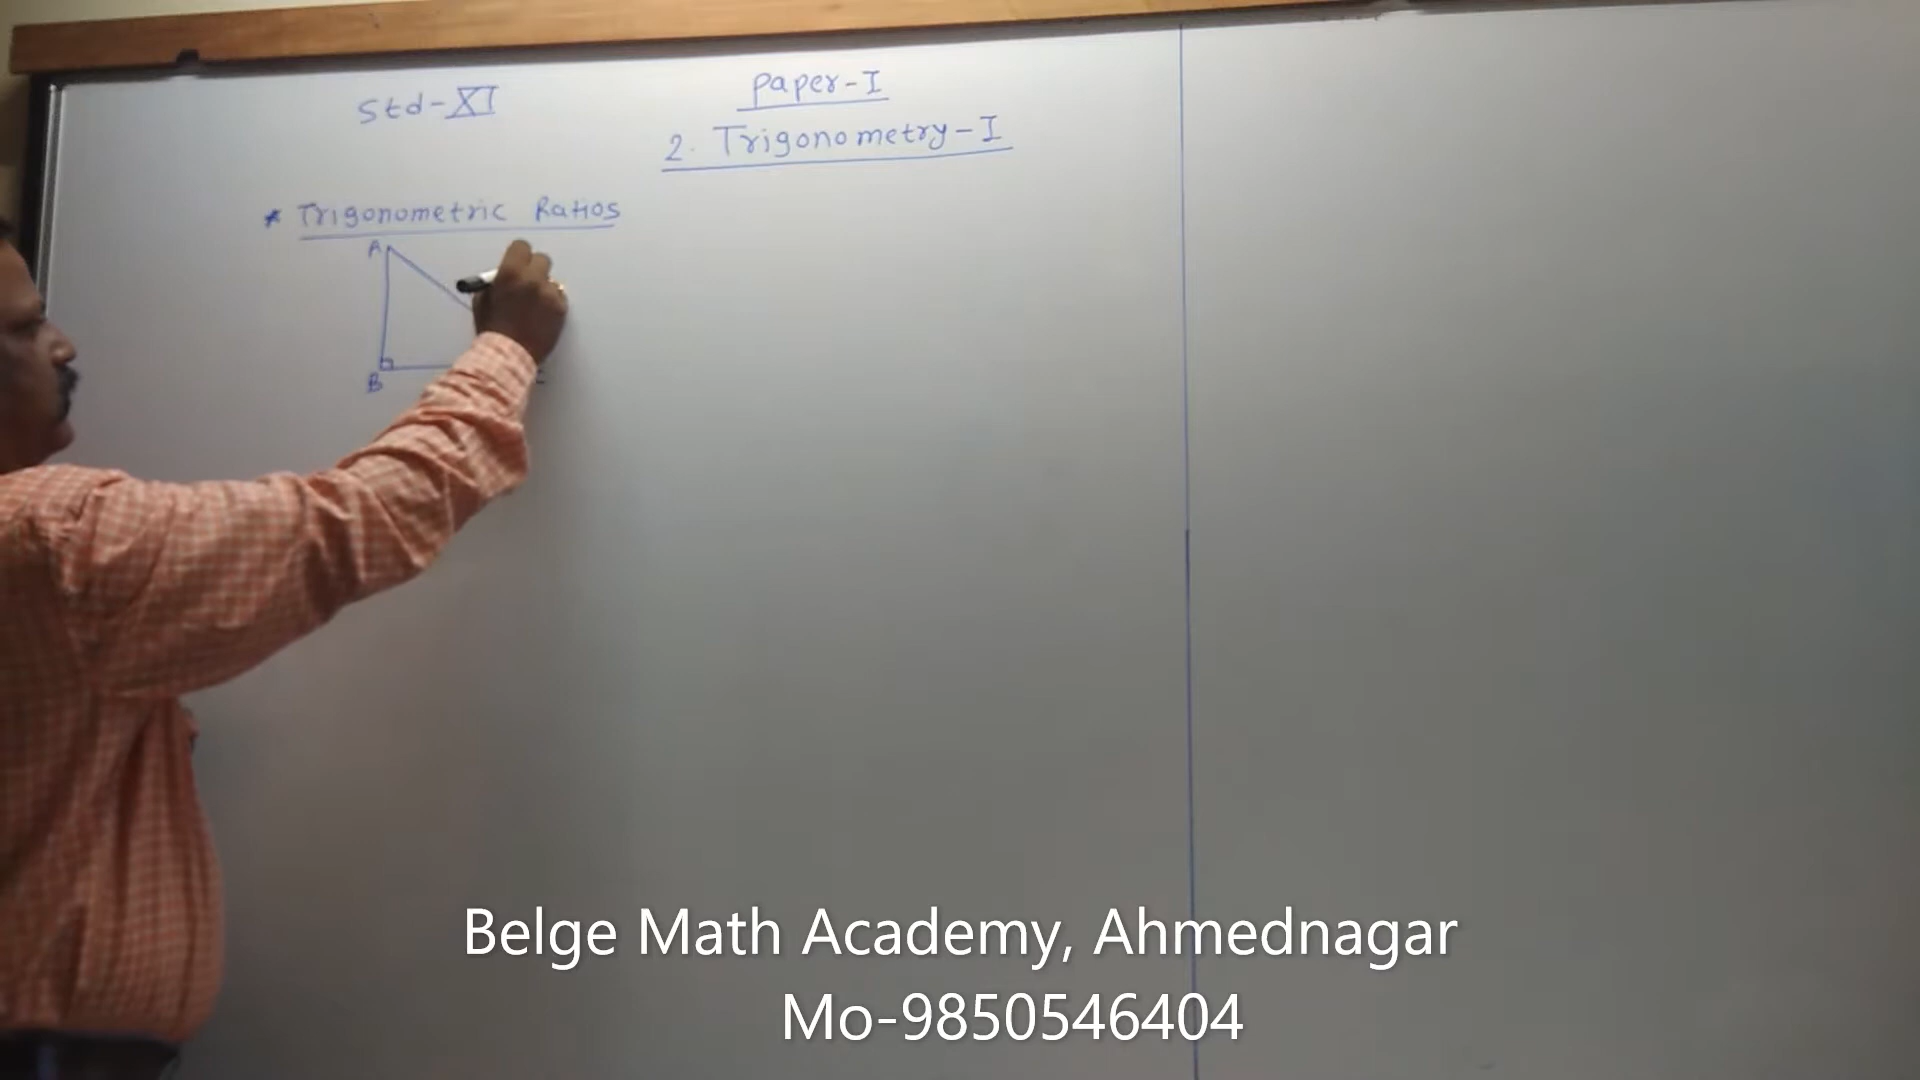 Std-XI
Paper-I
2. Trigonometry-I
* Trigonometric Ratios
A
B
C
Belge Math Academy, Ahmednagar
Mo-9850546404